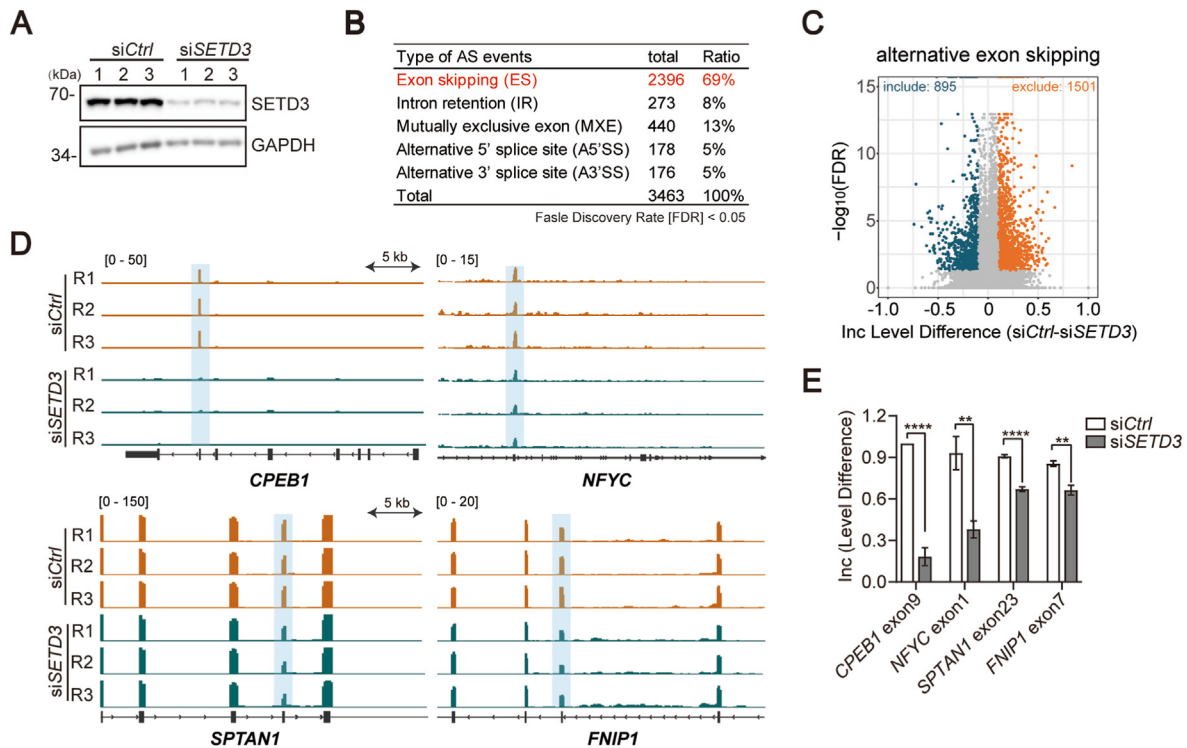 A
siCtrl siSETD3
(kDa) 1 2 3 1 2 3
70- SETD3
34- GAPDH
B
Type of AS events total Ratio
Exon skipping (ES) 2396 69%
Intron retention (IR) 273 8%
Mutually exclusive exon (MXE) 440 13%
Alternative 5' splice site (A5'SS) 178 5%
Alternative 3' splice site (A3'SS) 176 5%
Total 3463 100%
Fasle Discovery Rate [FDR] < 0.05
C
alternative exon skipping
include: 895 exclude: 1501
15
10
5
0
−log10(FDR)
-1.0 -0.5 0 0.5 1.0
Inc Level Difference (siCtrl-siSETD3)
D
[0 - 50] 5 kb [0 - 15]
siCtrl
R1
R2
R3
siSETD3
R1
R2
R3
CPEB1 NFYC
[0 - 150] 5 kb [0 - 20]
siCtrl
R1
R2
R3
siSETD3
R1
R2
R3
SPTAN1 FNIP1
E
Inc (Level Difference)
1.2
0.9
0.6
0.3
0.0
**** ** **** **
siCtrl
siSETD3
CPEB1 exon9
NFYC exon1
SPTAN1 exon23
FNIP1 exon7